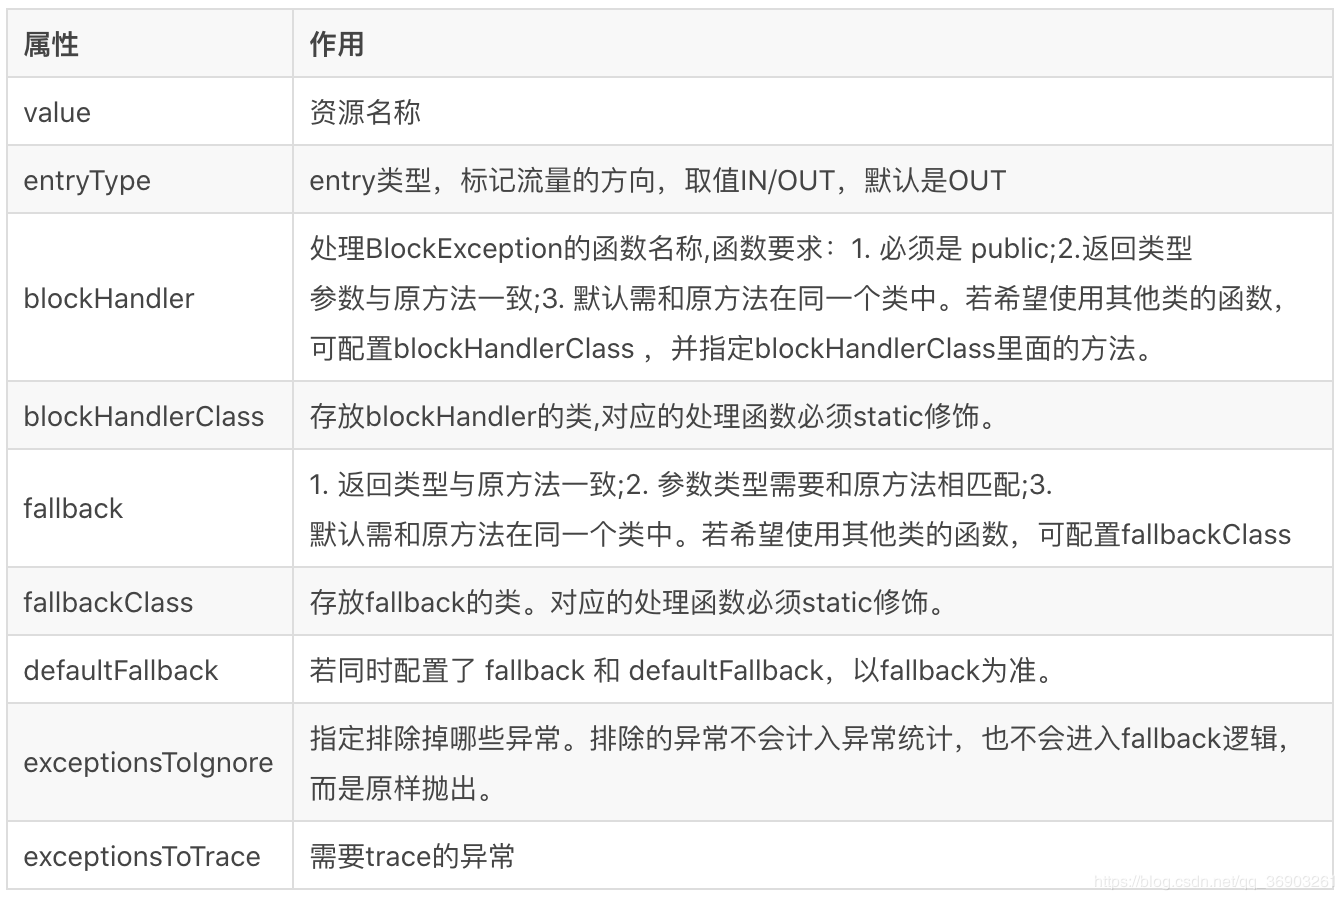 属性 作用
value 资源名称
entryType entry类型，标记流量的方向，取值IN/OUT，默认是OUT
处理BlockException的函数名称,函数要求：1. 必须是 public;2.返回类型
blockHandler 参数与原方法一致;3. 默认需和原方法在同一个类中。若希望使用其他类的函数，
可配置blockHandlerClass ，并指定blockHandlerClass里面的方法。
blockHandlerClass 存放blockHandler的类,对应的处理函数必须static修饰。
fallback
1. 返回类型与原方法一致;2. 参数类型需要和原方法相匹配;3.
默认需和原方法在同一个类中。若希望使用其他类的函数，可配置fallbackClass
fallbackClass 存放fallback的类。对应的处理函数必须static修饰。
defaultFallback 若同时配置了 fallback 和 defaultFallback，以fallback为准。
exceptionsToIgnore
指定排除掉哪些异常。排除的异常不会计入异常统计，也不会进入fallback逻辑，
而是原样抛出。
exceptionsToTrace 需要trace的异常
https://blog.csdn.net/qq_36903261